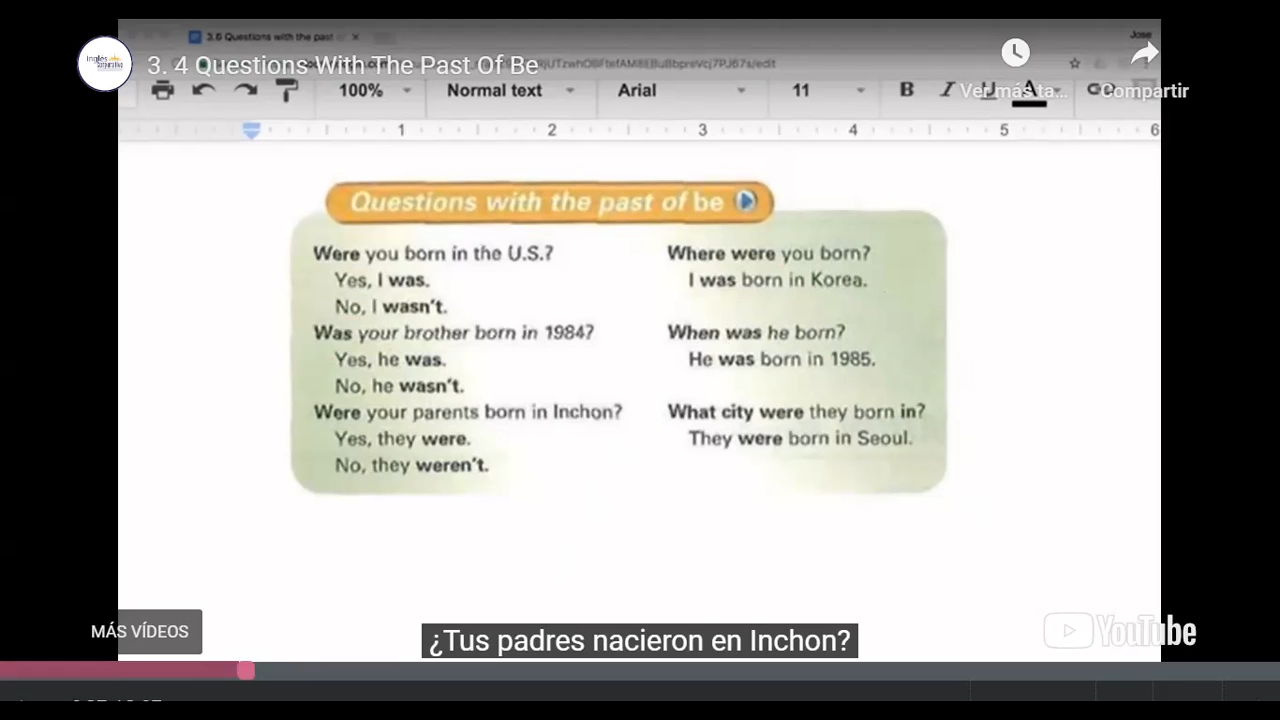 3. 4 Questions With The Past Of Be
Ver más ta... Compartir
100% Normal text Arial 11 B I U A
1 2 3 4 5 6
Questions with the past of be
Were you born in the U.S.?
Yes, I was.
No, I wasn't.
Was your brother born in 1984?
Yes, he was.
No, he wasn't.
Were your parents born in Inchon?
Yes, they were.
No, they weren't.
Where were you born?
I was born in Korea.
When was he born?
He was born in 1985.
What city were they born in?
They were born in Seoul.
MÁS VÍDEOS
¿Tus padres nacieron en Inchon?
YouTube